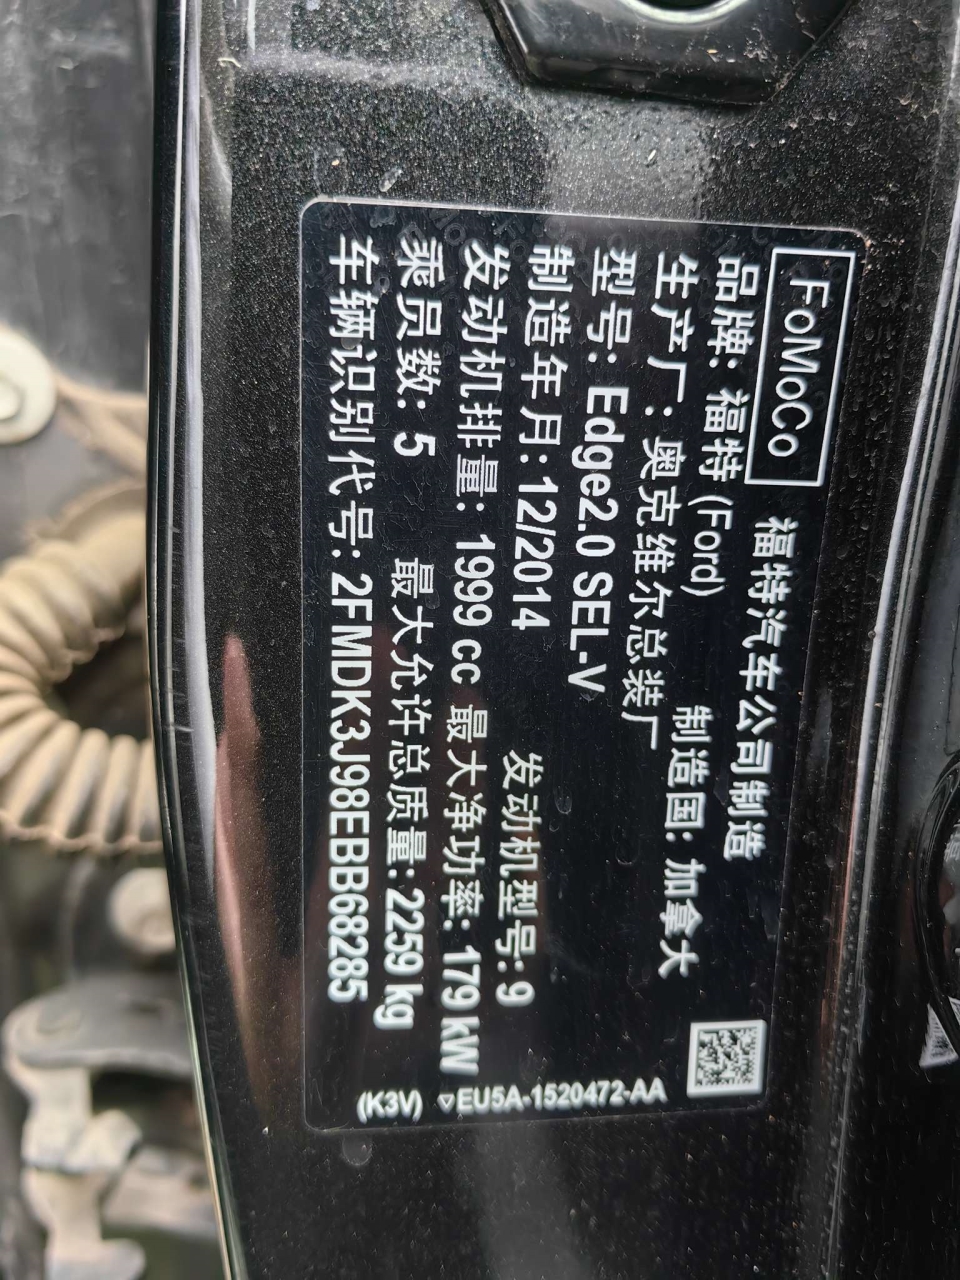 FoMoCo 福特汽车公司制造
品牌: 福特 (Ford) 制造国: 加拿大
生产厂: 奥克维尔总装厂
型号: Edge2.0 SEL-V
制造年月: 12/2014 发动机型号: 9
发动机排量: 1999 cc 最大净功率: 179 kW
乘员数: 5 最大允许总质量: 2259 kg
车辆识别代号: 2FMDK3J98EBB68285
(K3V) ▷EU5A-1520472-AA